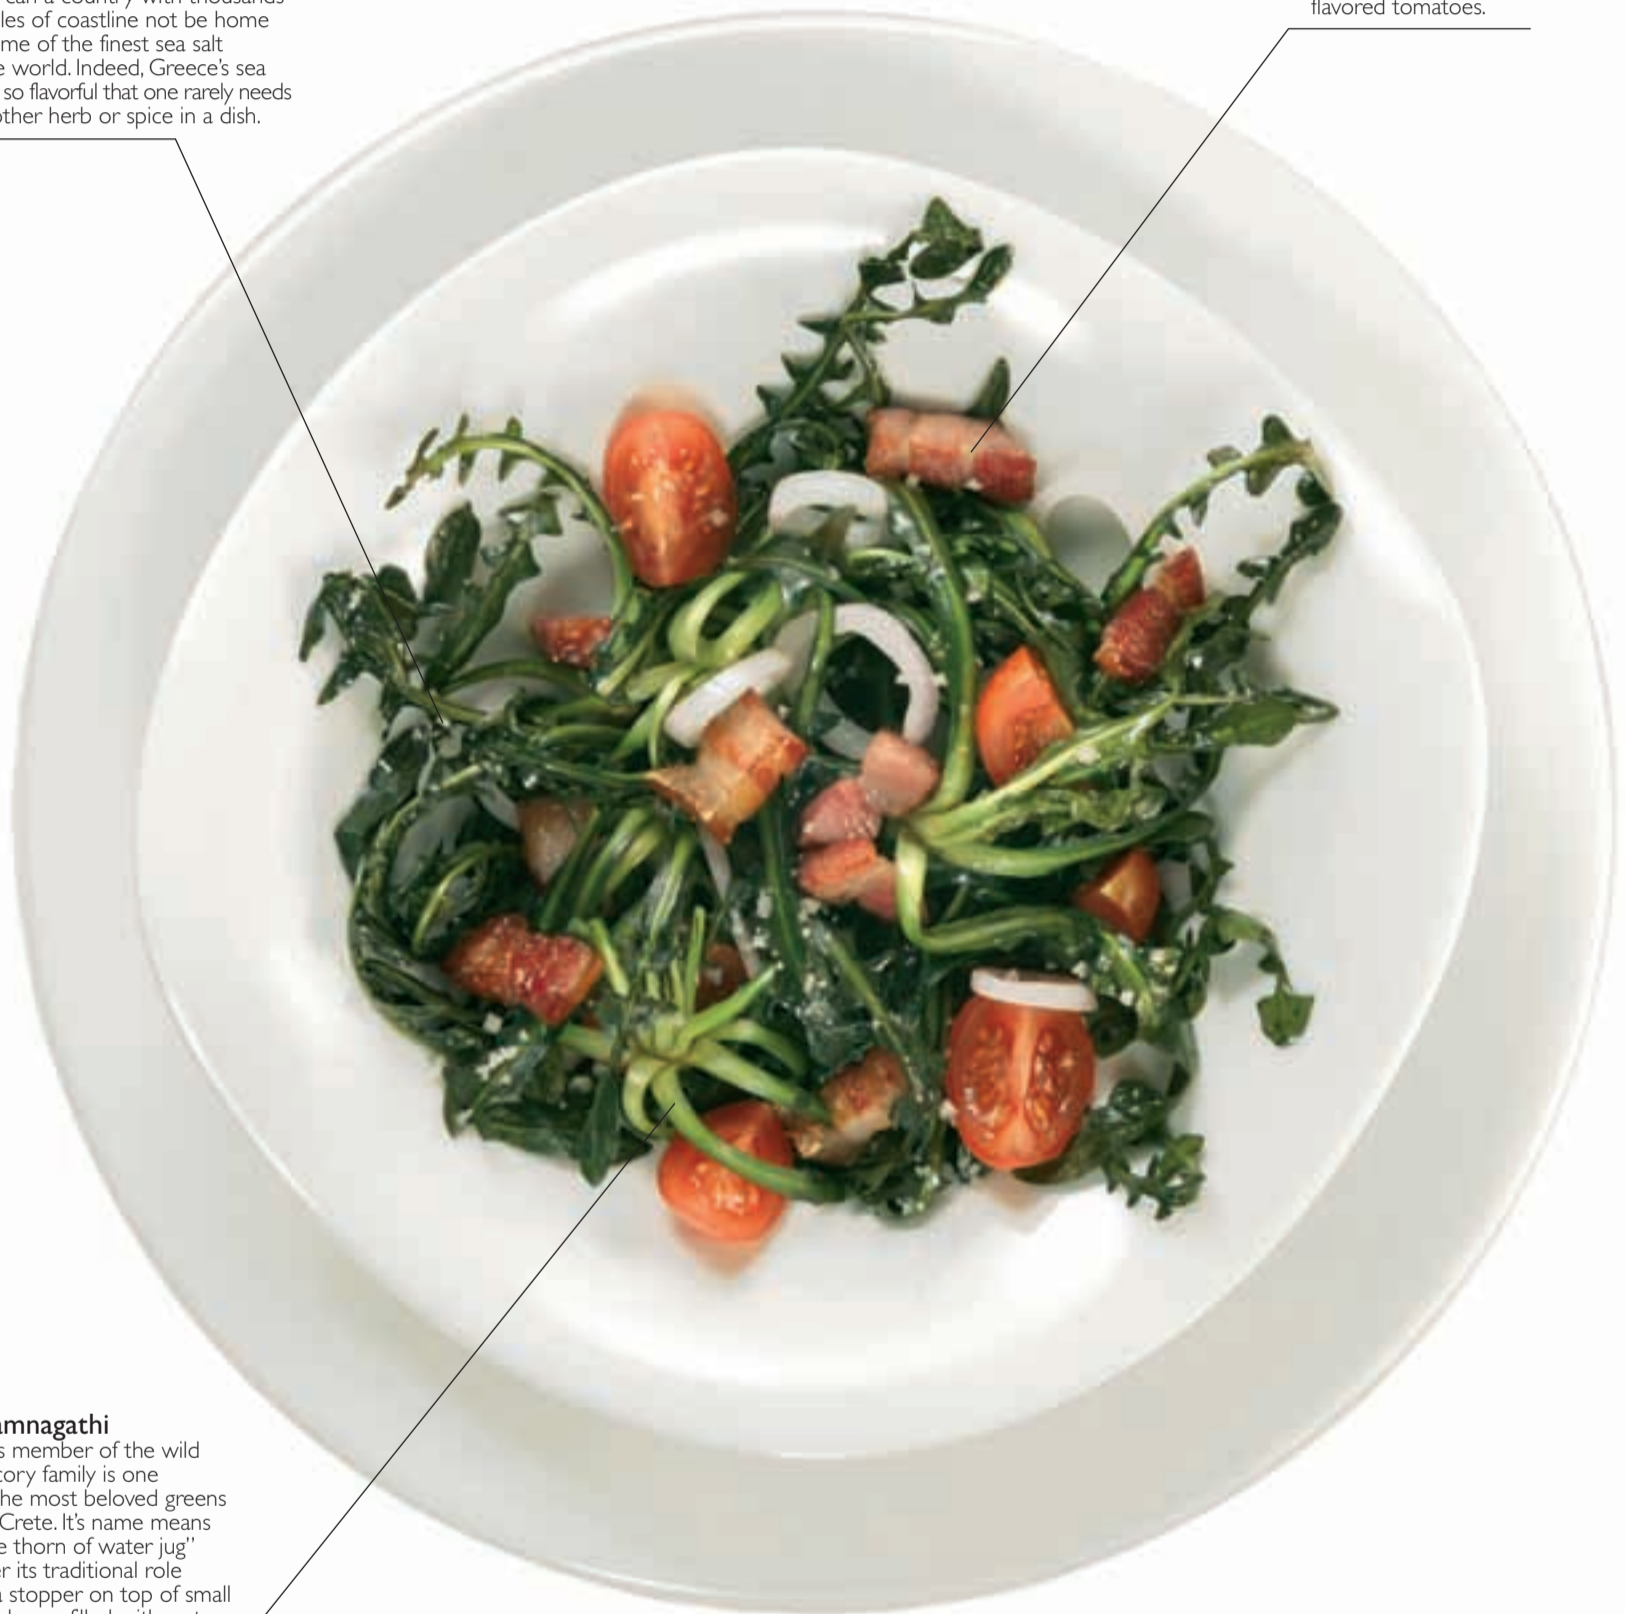 can a country with thousands
les of coastline not be home
me of the finest sea salt
e world. Indeed, Greece's sea
so flavorful that one rarely needs
other herb or spice in a dish.
flavored tomatoes.
amnagathi
s member of the wild
cory family is one
he most beloved greens
Crete. It's name means
e thorn of water jug"
er its traditional role
a stopper on top of small